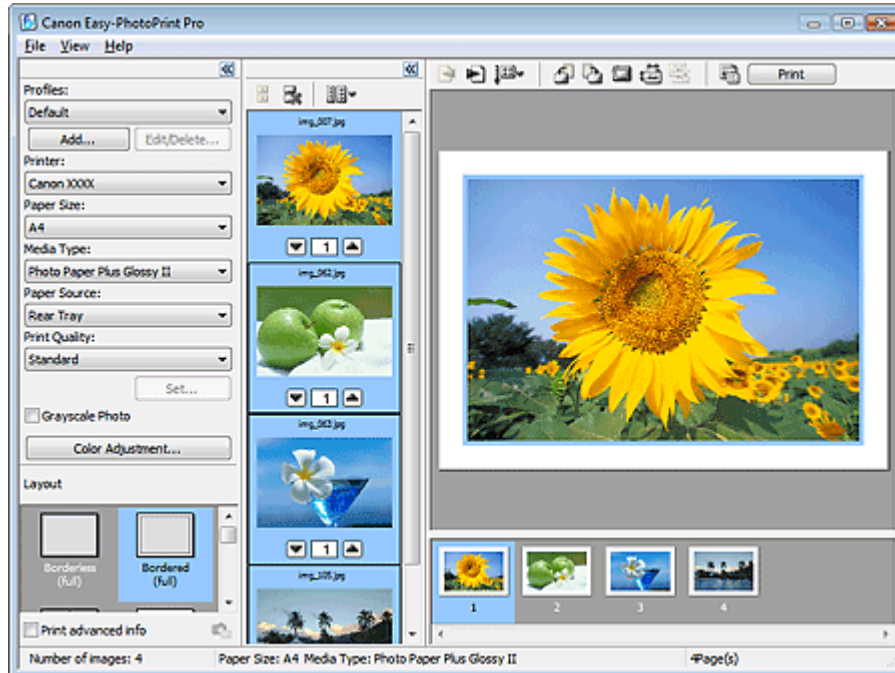 Canon Easy-PhotoPrint Pro
File View Help
Profiles:
Default
Add... Edit/Delete...
Printer:
Canon XXXX
Paper Size:
A4
Media Type:
Photo Paper Plus Glossy II
Paper Source:
Rear Tray
Print Quality:
Standard
Set...
Grayscale Photo
Color Adjustment...
Layout
Borderless
(full)
Bordered
(full)
Print advanced info
img_007.jpg
1
img_062.jpg
1
img_063.jpg
1
img_105.jpg
Print
1 2 3 4
Number of images: 4 Paper Size: A4 Media Type: Photo Paper Plus Glossy II 4Page(s)